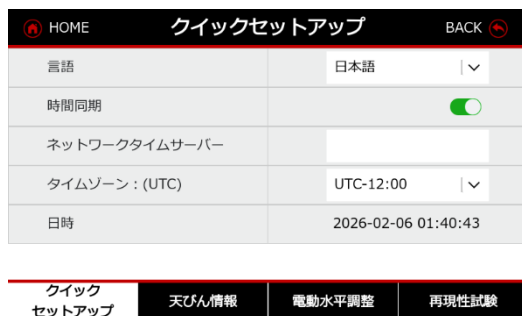 HOME クイックセットアップ BACK
言語 日本語
時間同期
ネットワークタイムサーバー
タイムゾーン：(UTC) UTC-12:00
日時 2026-02-06 01:40:43
クイック
セットアップ 天びん情報 電動水平調整 再現性試験